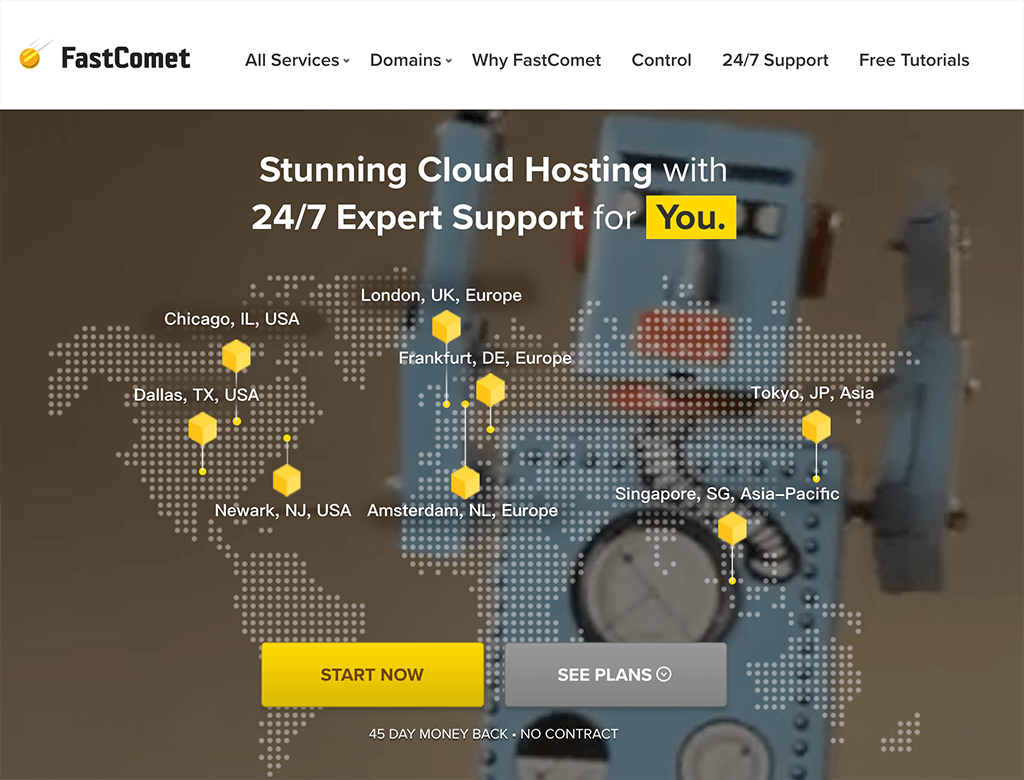 FastComet
All Services
Domains
Why FastComet
Control
24/7 Support
Free Tutorials
Stunning Cloud Hosting with
24/7 Expert Support for You.
London, UK, Europe
Chicago, IL, USA
Frankfurt, DE, Europe
Dallas, TX, USA
Tokyo, JP, Asia
Singapore, SG, Asia–Pacific
Newark, NJ, USA
Amsterdam, NL, Europe
START NOW
SEE PLANS
45 DAY MONEY BACK • NO CONTRACT